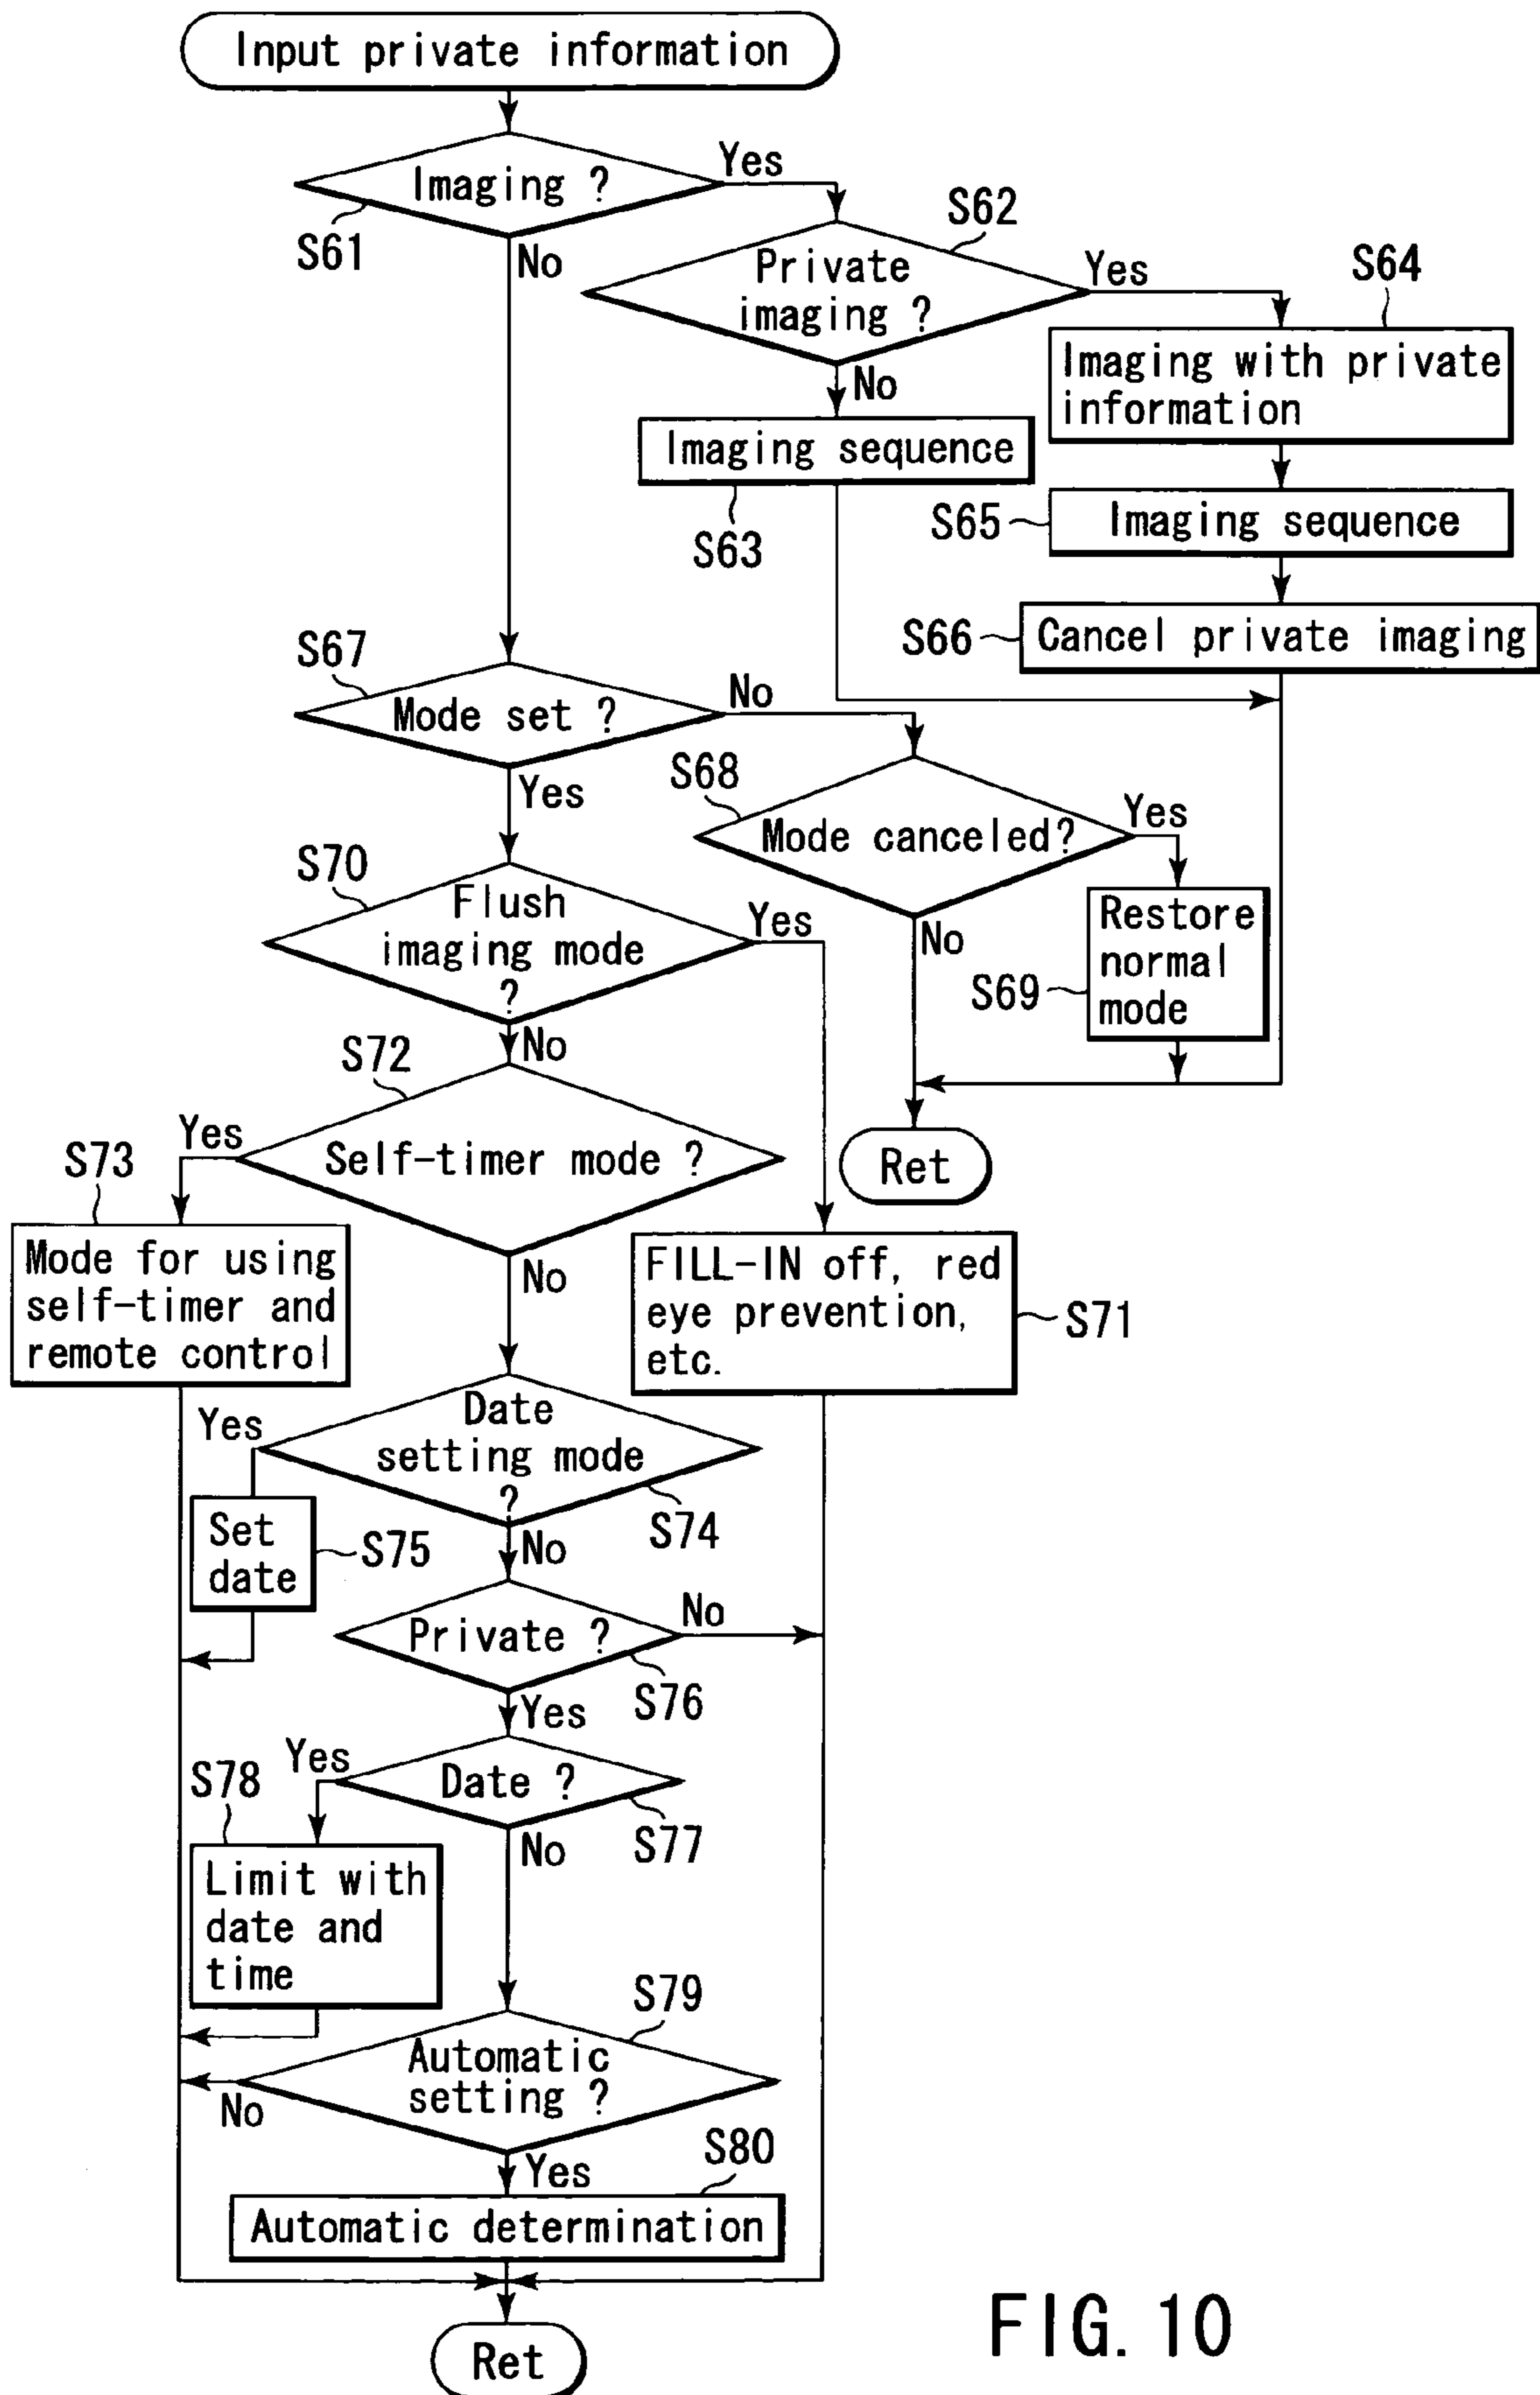 Input private information
Imaging ?
Yes
S61
No
S62
Private
imaging ?
Yes
No
S64
Imaging with private
information
Imaging sequence
S63
S65
Imaging sequence
S66
Cancel private imaging
S67
Mode set ?
No
Yes
S68
Mode canceled?
Yes
No
S69
Restore
normal
mode
Ret
S70
Flush
imaging mode
?
Yes
No
S72
Self-timer mode ?
Yes
No
S73
Mode for using
self-timer and
remote control
FILL-IN off, red
eye prevention,
etc.
S71
Date
setting mode
?
Yes
S74
No
Set
date
S75
Private ?
No
S76
Yes
Date ?
Yes
S77
No
S78
Limit with
date and
time
S79
Automatic
setting ?
No
Yes
S80
Automatic determination
Ret
FIG. 10